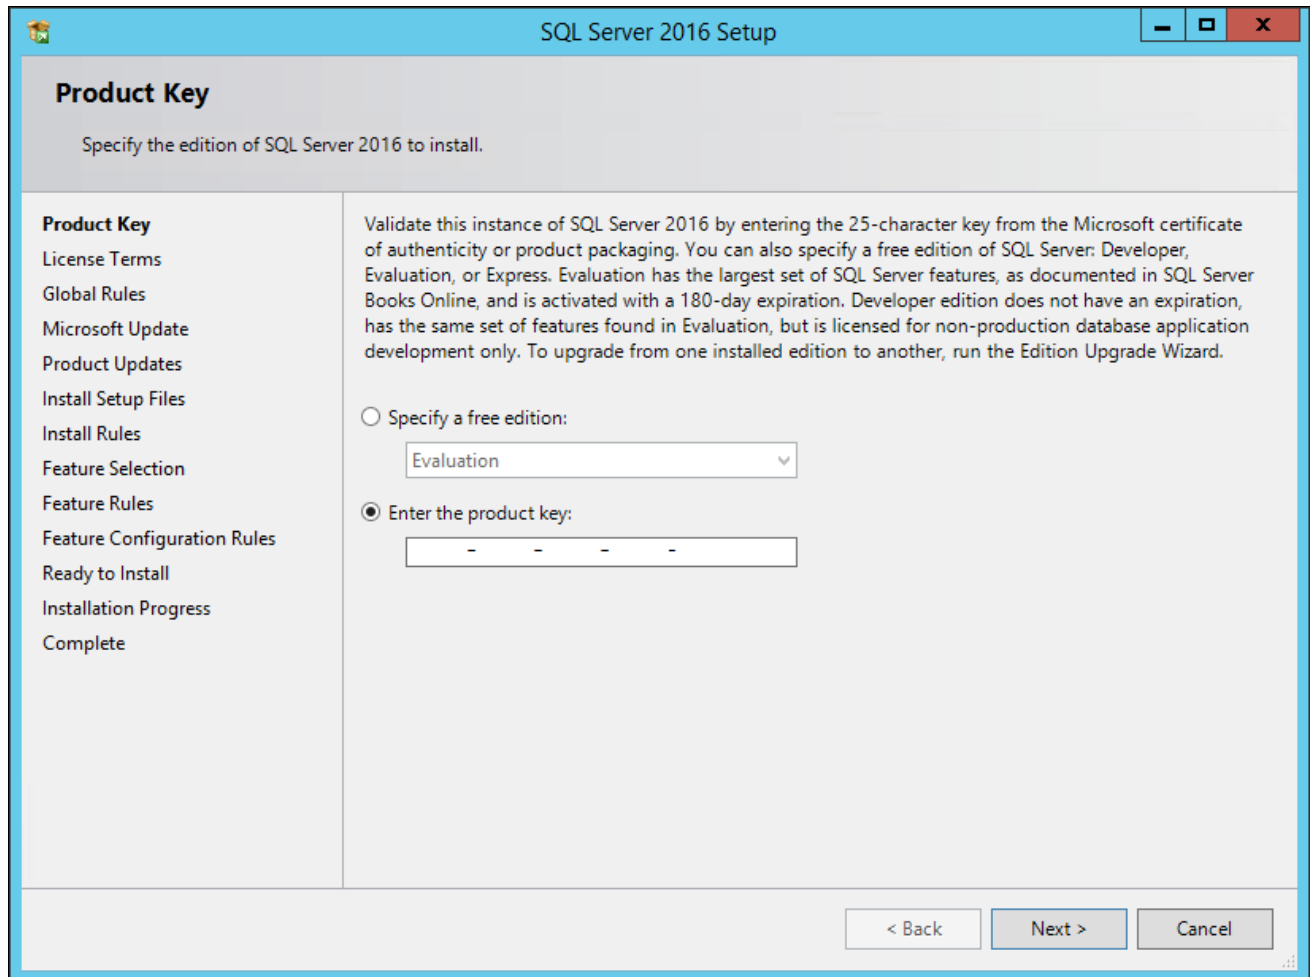 SQL Server 2016 Setup
Product Key
Specify the edition of SQL Server 2016 to install.
Product Key
License Terms
Global Rules
Microsoft Update
Product Updates
Install Setup Files
Install Rules
Feature Selection
Feature Rules
Feature Configuration Rules
Ready to Install
Installation Progress
Complete
Validate this instance of SQL Server 2016 by entering the 25-character key from the Microsoft certificate
of authenticity or product packaging. You can also specify a free edition of SQL Server: Developer,
Evaluation, or Express. Evaluation has the largest set of SQL Server features, as documented in SQL Server
Books Online, and is activated with a 180-day expiration. Developer edition does not have an expiration,
has the same set of features found in Evaluation, but is licensed for non-production database application
development only. To upgrade from one installed edition to another, run the Edition Upgrade Wizard.
Specify a free edition:
Evaluation
Enter the product key:
- - - -
< Back
Next >
Cancel